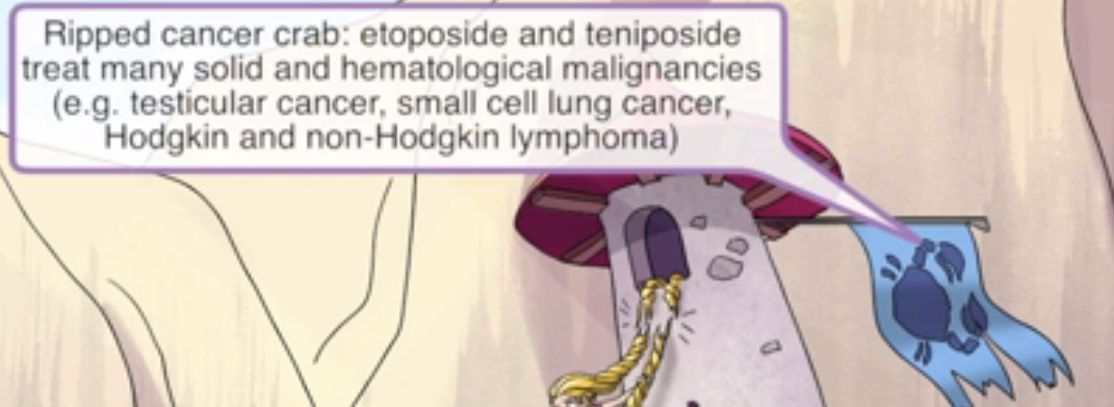 Ripped cancer crab: etoposide and teniposide
treat many solid and hematological malignancies
(e.g. testicular cancer, small cell lung cancer,
Hodgkin and non-Hodgkin lymphoma)